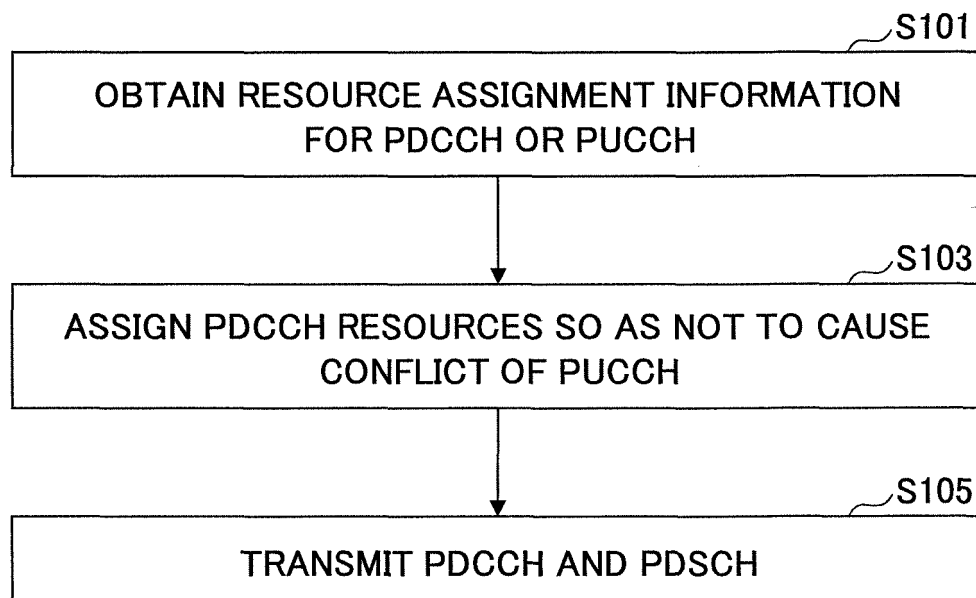 S101
OBTAIN RESOURCE ASSIGNMENT INFORMATION
FOR PDCCH OR PUCCH
S103
ASSIGN PDCCH RESOURCES SO AS NOT TO CAUSE
CONFLICT OF PUCCH
S105
TRANSMIT PDCCH AND PDSCH